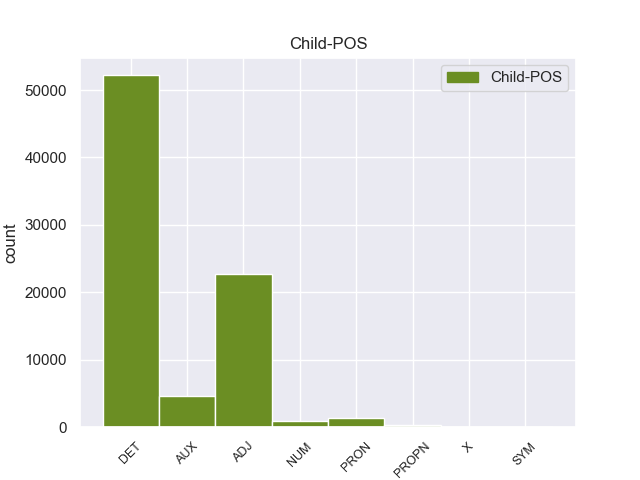 Child-POS
Child-POS
count
50000
40000
30000
20000
10000
0
DET AUX ADJ NUM PRON PROPN X SYM